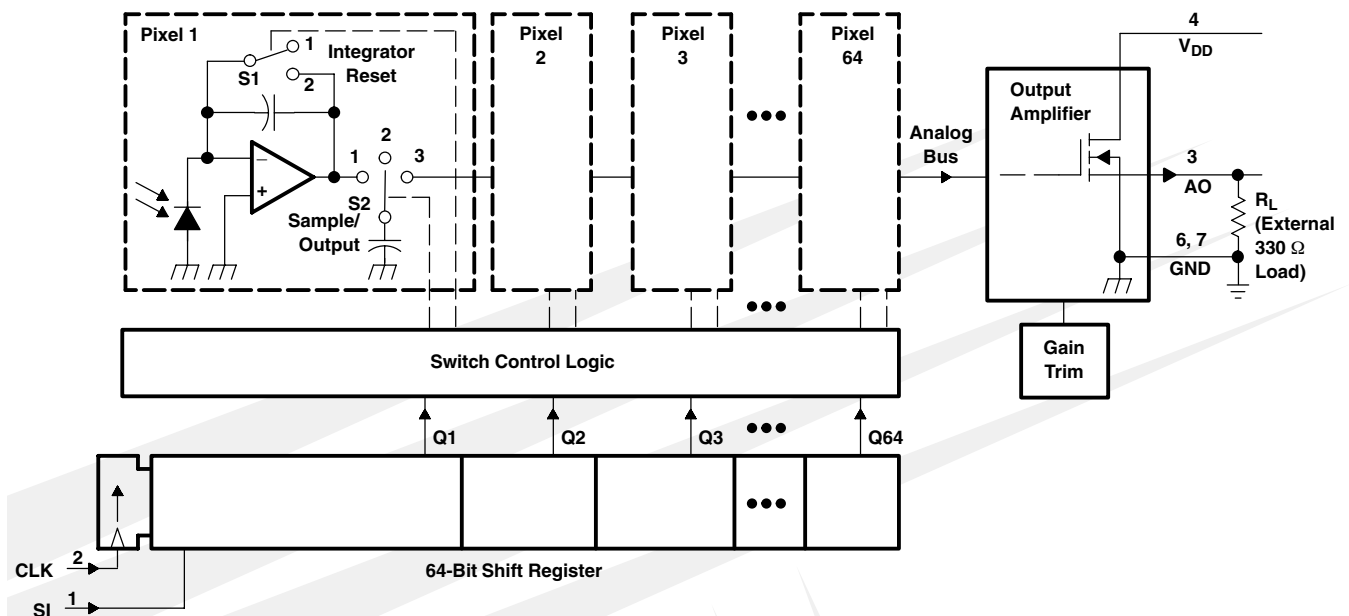 Pixel 1
1
Integrator
Reset
S1
2
2
1
3
S2
Sample/
Output
Pixel
2
Pixel
3
Pixel
64
Analog
Bus
Output
Amplifier
4
VDD
3
AO
RL
(External
330 Ω
Load)
6, 7
GND
Gain
Trim
Switch Control Logic
Q1
Q2
Q3
Q64
CLK
2
64-Bit Shift Register
SI
1